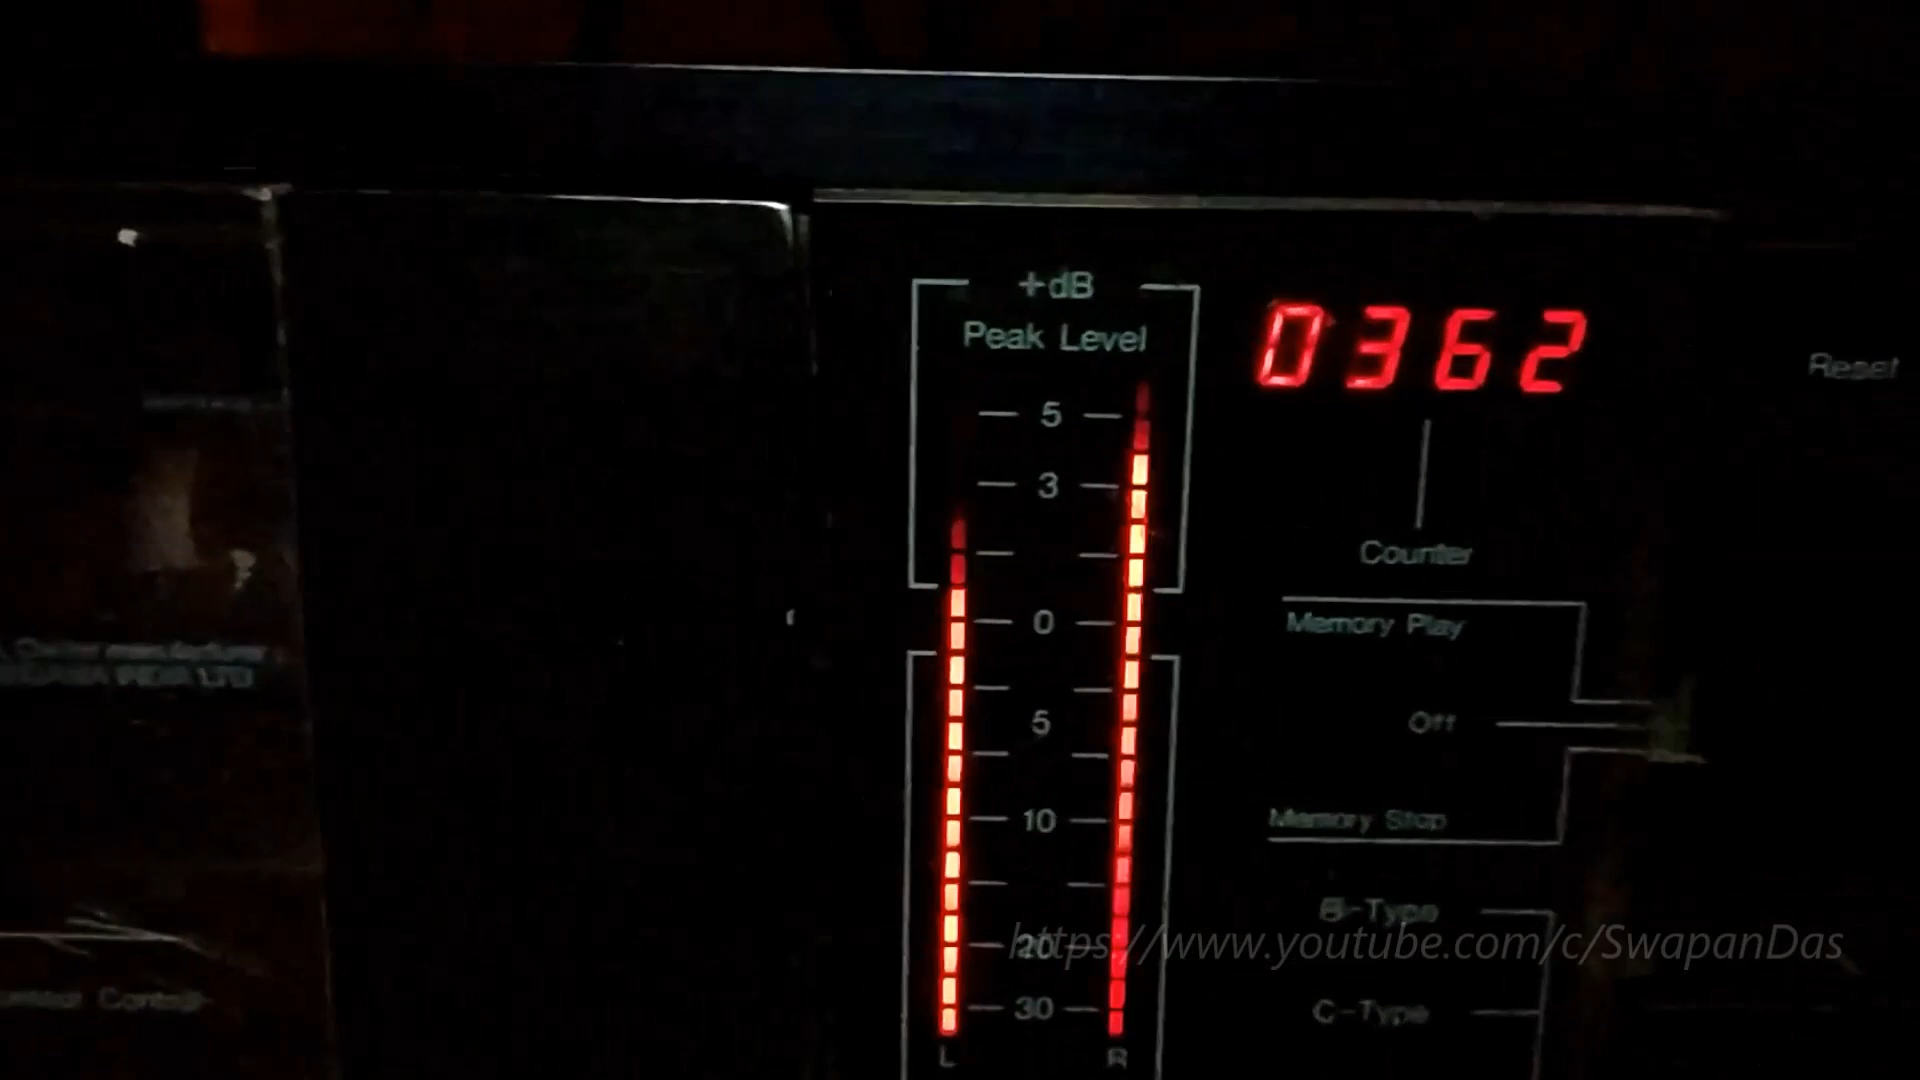 +dB
Peak Level
0362
Reset
5
3
Counter
0
Memory Play
5
Off
10
Memory Stop
B-Type
https://www.youtube.com/c/SwapanDas
20
30
C-Type
L
R